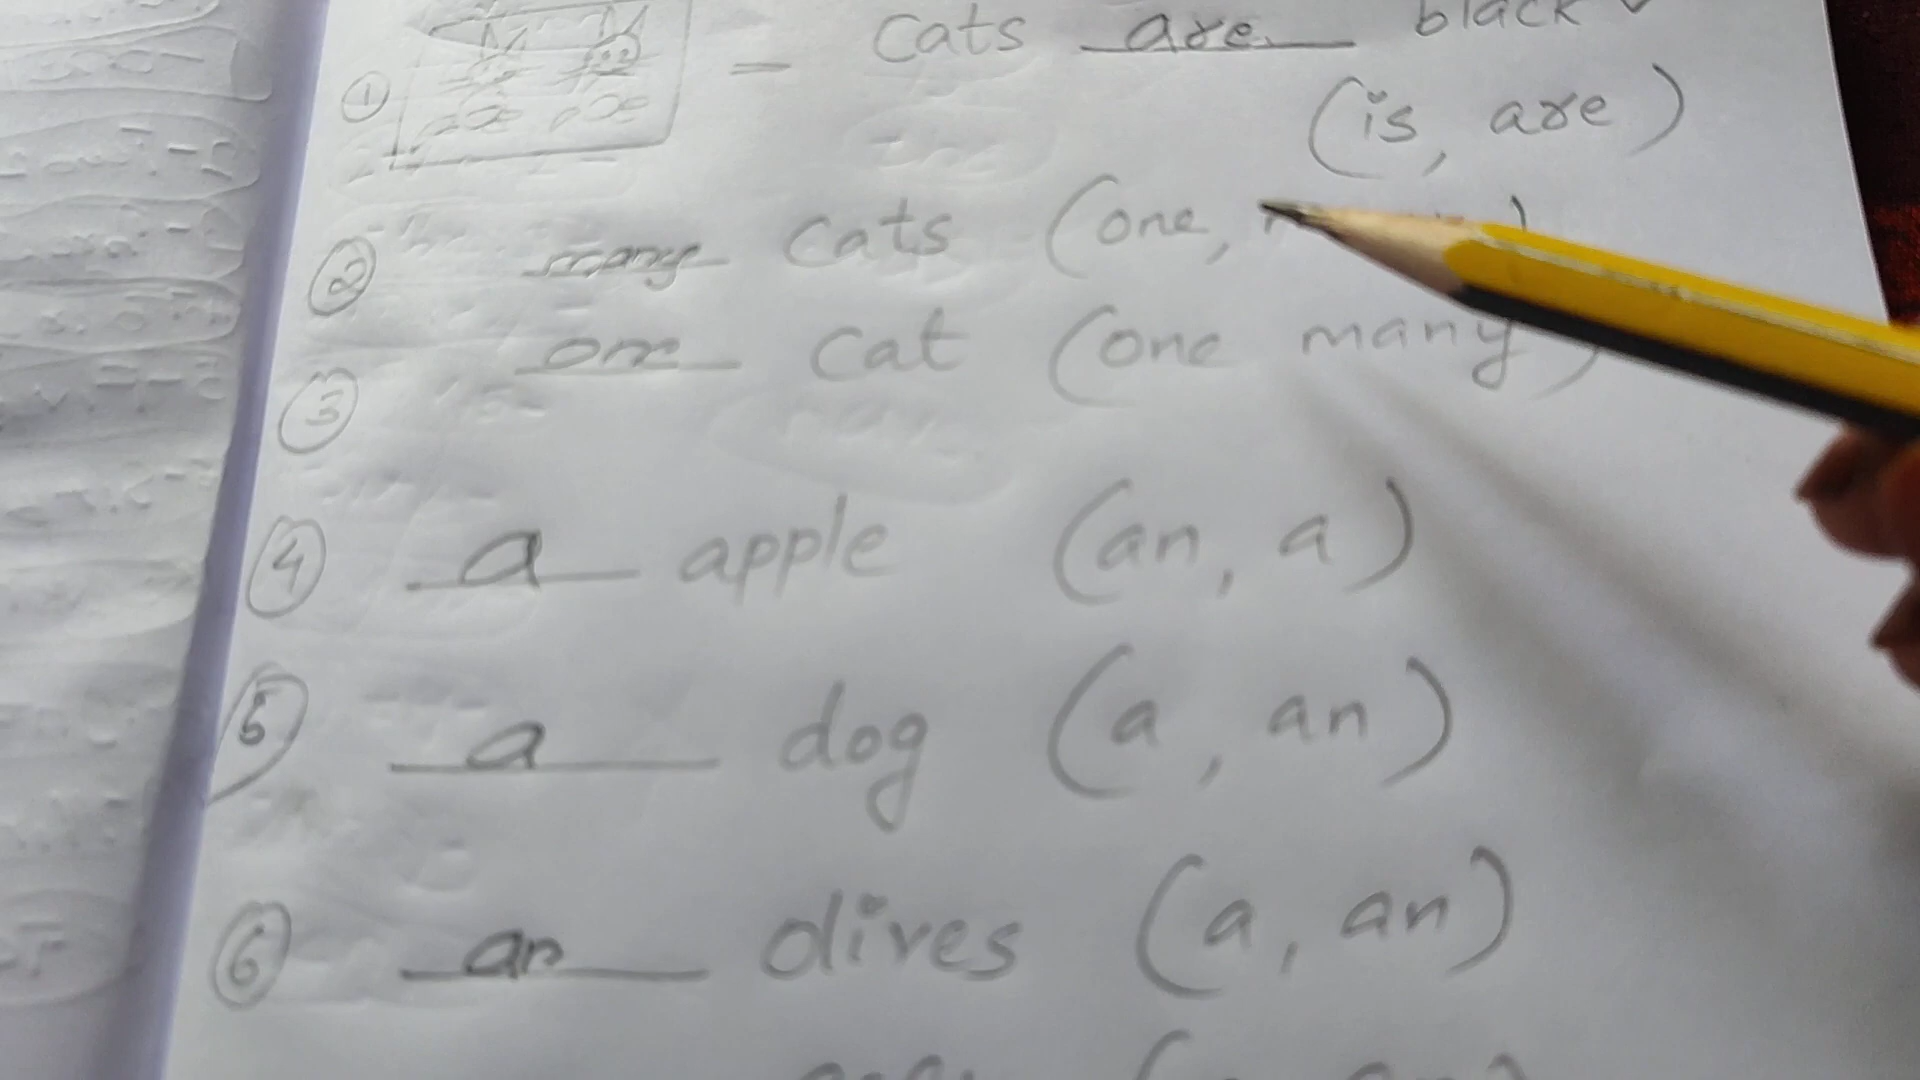 ① - Cats are black
(is, are)
② many cats (one,
③ one cat (one many)
④ a apple (an, a)
⑤ a dog (a, an)
⑥ an olives (a, an)